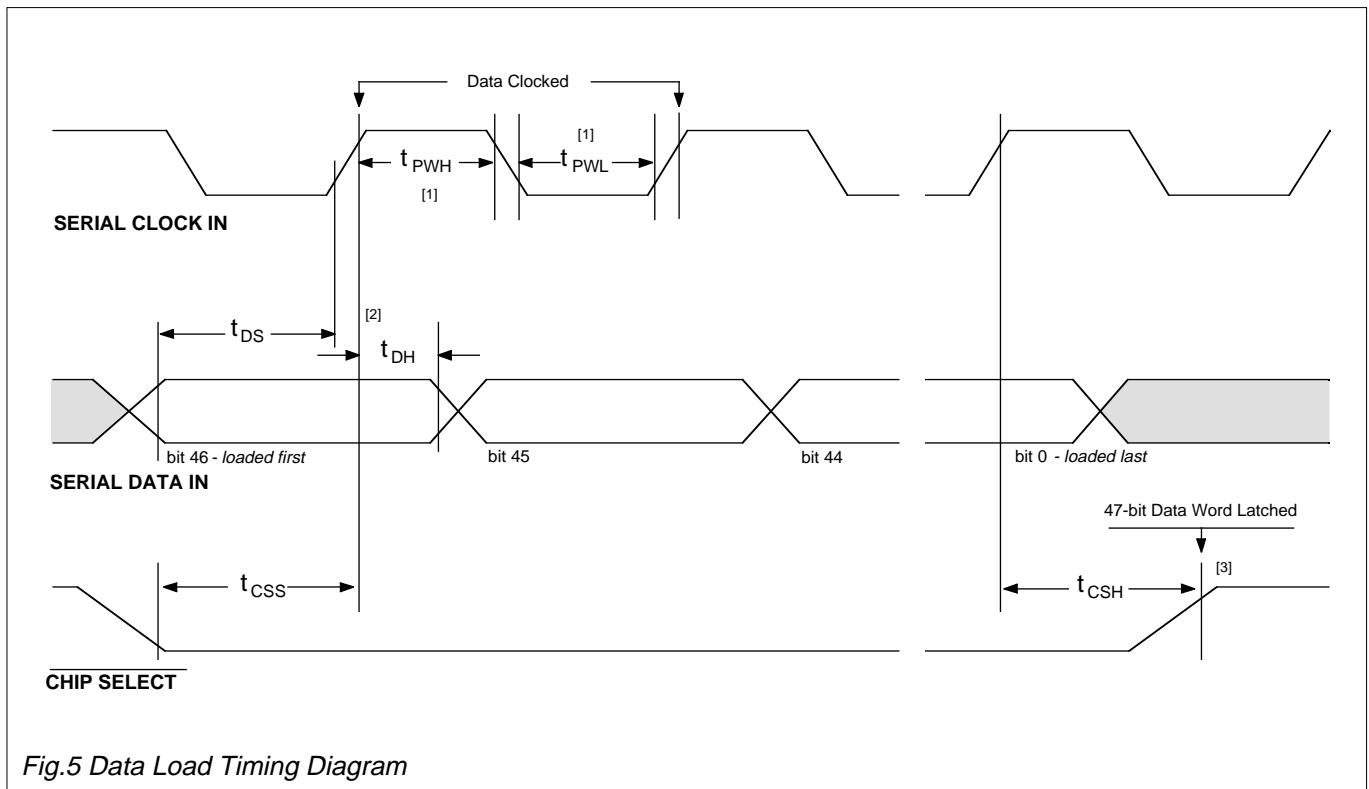 Data Clocked
[1]
t PWH
t PWL
[1]
SERIAL CLOCK IN
[2]
t DS
t DH
bit 46 - loaded first
bit 45
bit 44
bit 0 - loaded last
SERIAL DATA IN
47-bit Data Word Latched
[3]
t CSS
t CSH
CHIP SELECT
Fig.5 Data Load Timing Diagram